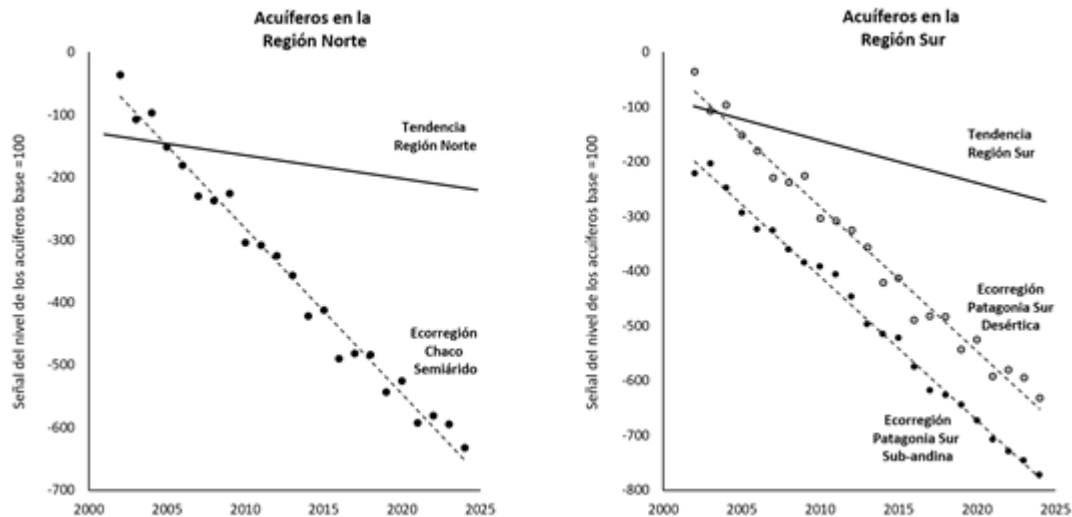 Acuíferos en la
Región Norte
Señal del nivel de los acuíferos base =100
0
-100
-200
-300
-400
-500
-600
-700
2000
2005
2010
2015
2020
2025
Tendencia
Región Norte
Ecorregión
Chaco
Semiárido
Acuíferos en la
Región Sur
Señal del nivel de los acuíferos base =100
0
-100
-200
-300
-400
-500
-600
-700
-800
2000
2005
2010
2015
2020
2025
Tendencia
Región Sur
Ecorregión
Patagonia Sur
Desértica
Ecorregión
Patagonia Sur
Sub-andina